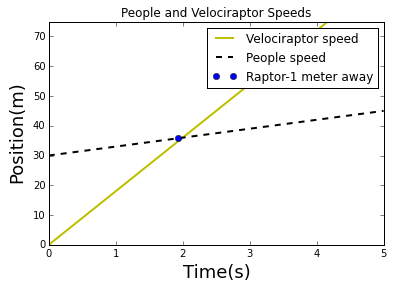 People and Velociraptor Speeds
Velociraptor speed
People speed
Raptor-1 meter away
Position(m)
70
60
50
40
30
20
10
0
0 1 2 3 4 5
Time(s)